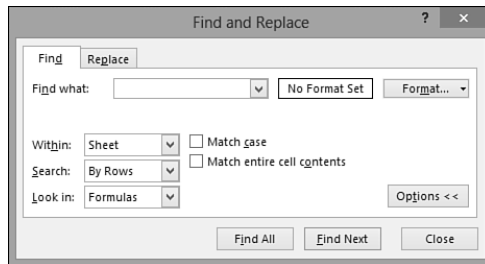 Find and Replace ? ×
Find Replace
Find what: No Format Set Format...
Within: Sheet Match case
Match entire cell contents
Search: By Rows
Look in: Formulas Options <<
Find All Find Next Close